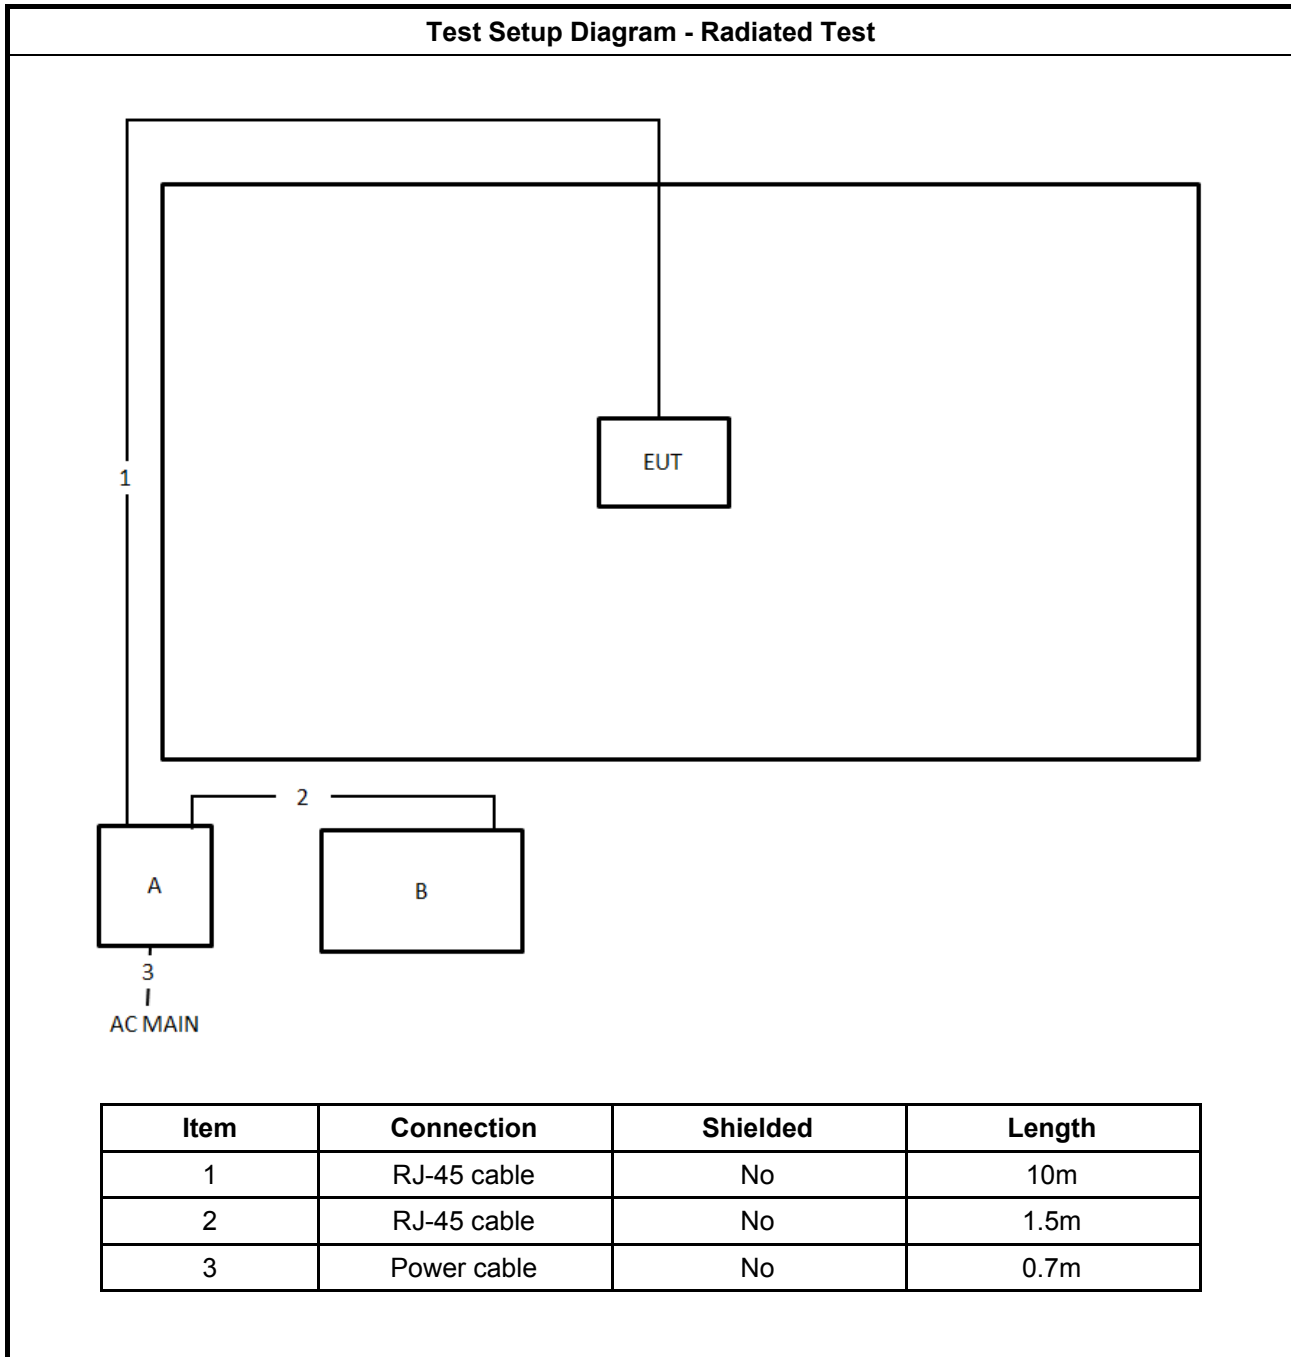 Test Setup Diagram - Radiated Test
EUT
1
2
A
B
3
AC MAIN
Item Connection Shielded Length
1 RJ-45 cable No 10m
2 RJ-45 cable No 1.5m
3 Power cable No 0.7m